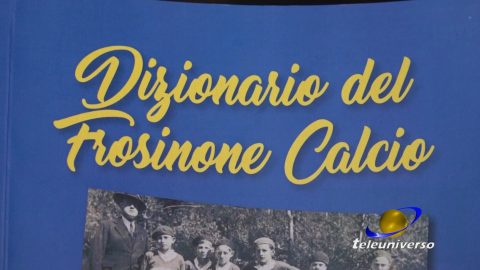 Dizionario del
Frosinone Calcio
teleuniverso